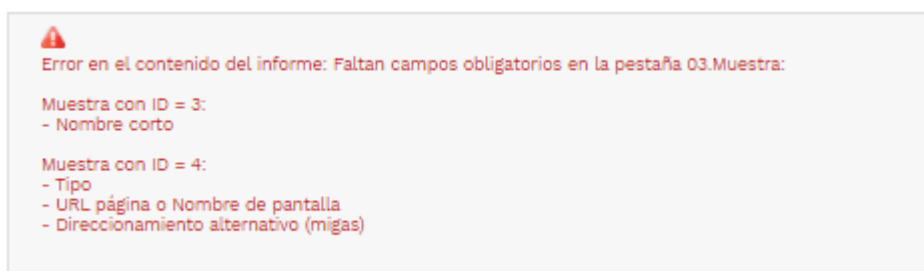 Error en el contenido del informe: Faltan campos obligatorios en la pestaña 03.Muestra:
Muestra con ID = 3:
- Nombre corto
Muestra con ID = 4:
- Tipo
- URL página o Nombre de pantalla
- Direccionamiento alternativo (migas)